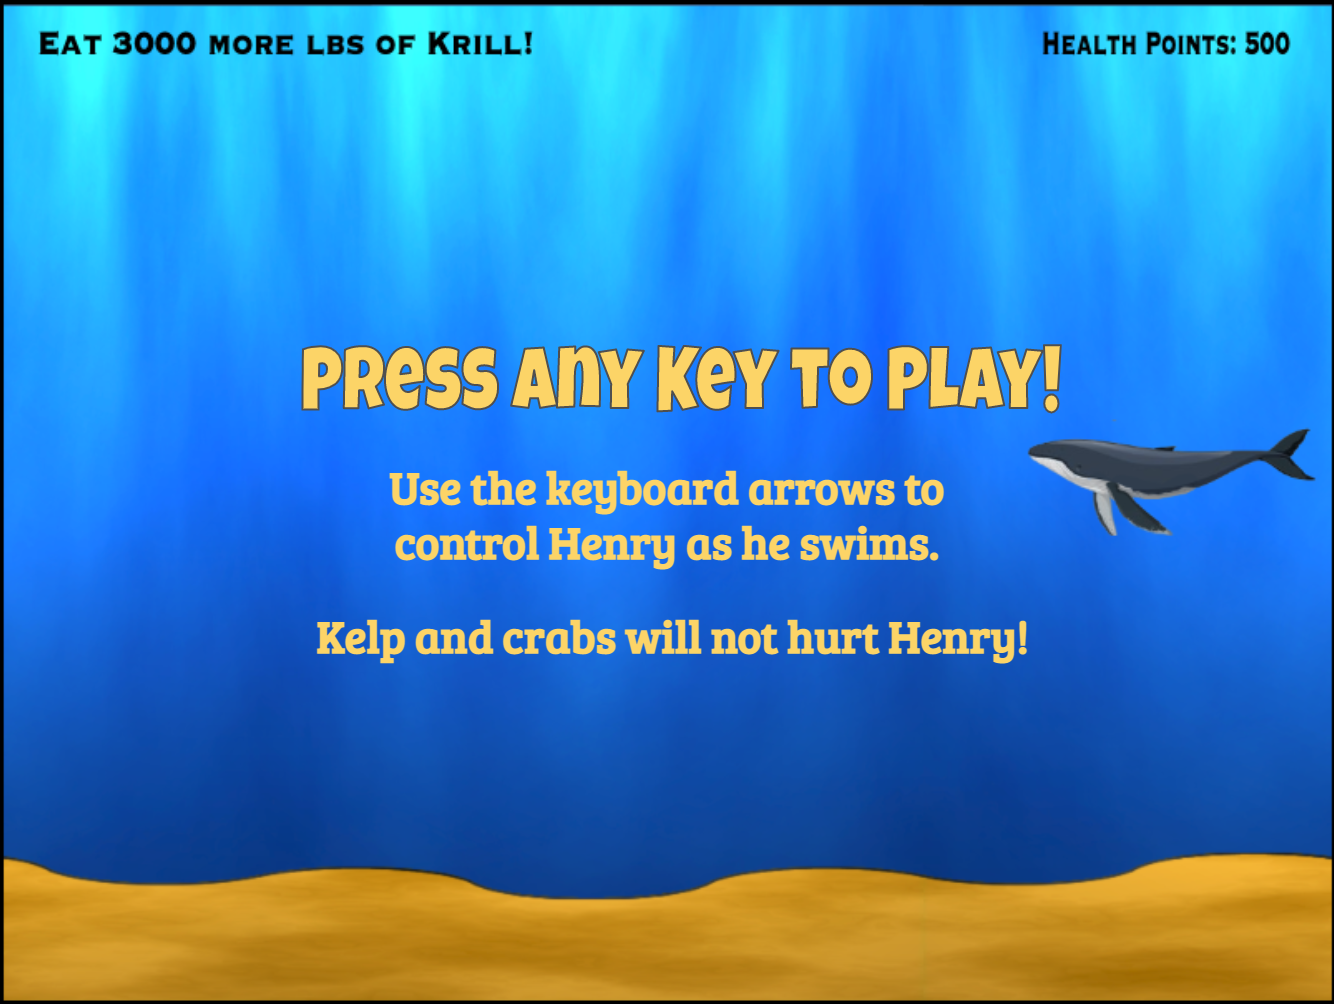 Eat 3000 more lbs of Krill!
Health Points: 500
Press any key to play!
Use the keyboard arrows to
control Henry as he swims.
Kelp and crabs will not hurt Henry!